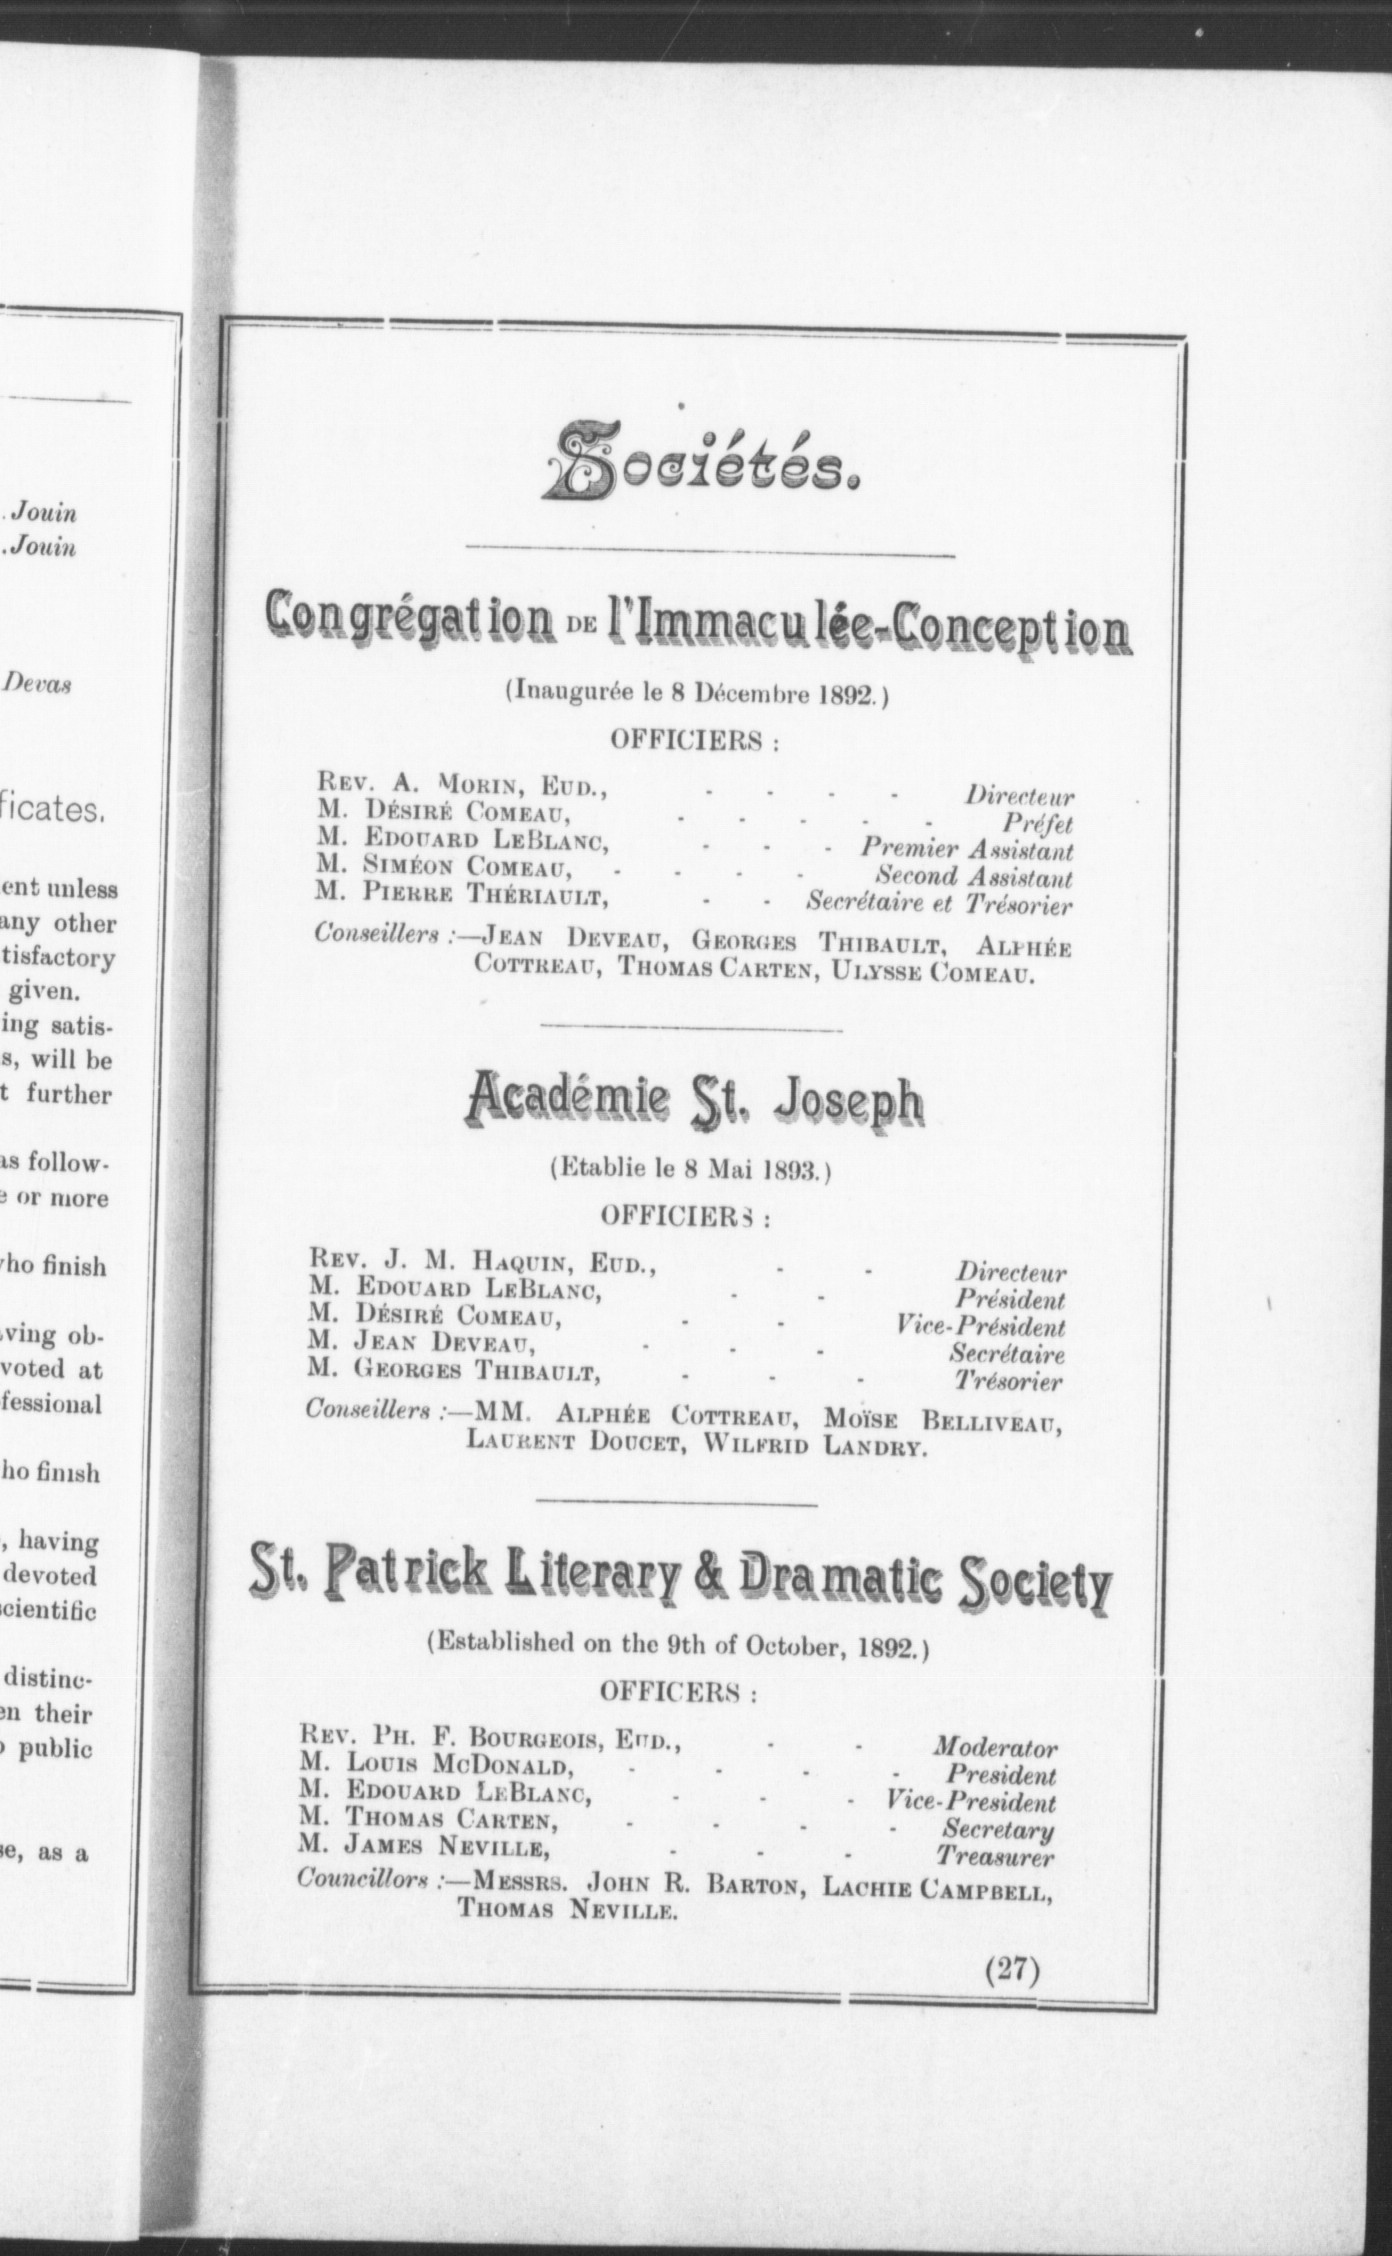 .Jouin
.Jouin
Devas
ficates.
ent unless
any other
tisfactory
given.
ing satis-
s, will be
t further
as follow-
e or more
who finish
ving ob-
voted at
fessional
ho finish
, having
devoted
scientific
distinc-
en their
public
se, as a
Sociétés.
Congrégation DE l'Immaculée-Conception
(Inaugurée le 8 Décembre 1892.)
OFFICIERS :
REV. A. MORIN, EUD., - - - - Directeur
M. DÉSIRÉ COMEAU, - - - - - Préfet
M. EDOUARD LEBLANC, - - - Premier Assistant
M. SIMÉON COMEAU, - - - - Second Assistant
M. PIERRE THÉRIAULT, - - Secrétaire et Trésorier
Conseillers :—JEAN DEVEAU, GEORGES THIBAULT, ALPHÉE
COTTREAU, THOMAS CARTEN, ULYSSE COMEAU.
Académie St. Joseph
(Etablie le 8 Mai 1893.)
OFFICIERS :
REV. J. M. HAQUIN, EUD., - - Directeur
M. EDOUARD LEBLANC, - - Président
M. DÉSIRÉ COMEAU, - - Vice-Président
M. JEAN DEVEAU, - - - Secrétaire
M. GEORGES THIBAULT, - - - Trésorier
Conseillers :—MM. ALPHÉE COTTREAU, MOÏSE BELLIVEAU,
LAURENT DOUCET, WILFRID LANDRY.
St. Patrick Literary & Dramatic Society
(Established on the 9th of October, 1892.)
OFFICERS :
REV. PH. F. BOURGEOIS, EUD., - - Moderator
M. LOUIS MCDONALD, - - - - President
M. EDOUARD LEBLANC, - - - Vice-President
M. THOMAS CARTEN, - - - - Secretary
M. JAMES NEVILLE, - - - Treasurer
Councillors :—MESSRS. JOHN R. BARTON, LACHIE CAMPBELL,
THOMAS NEVILLE.
(27)